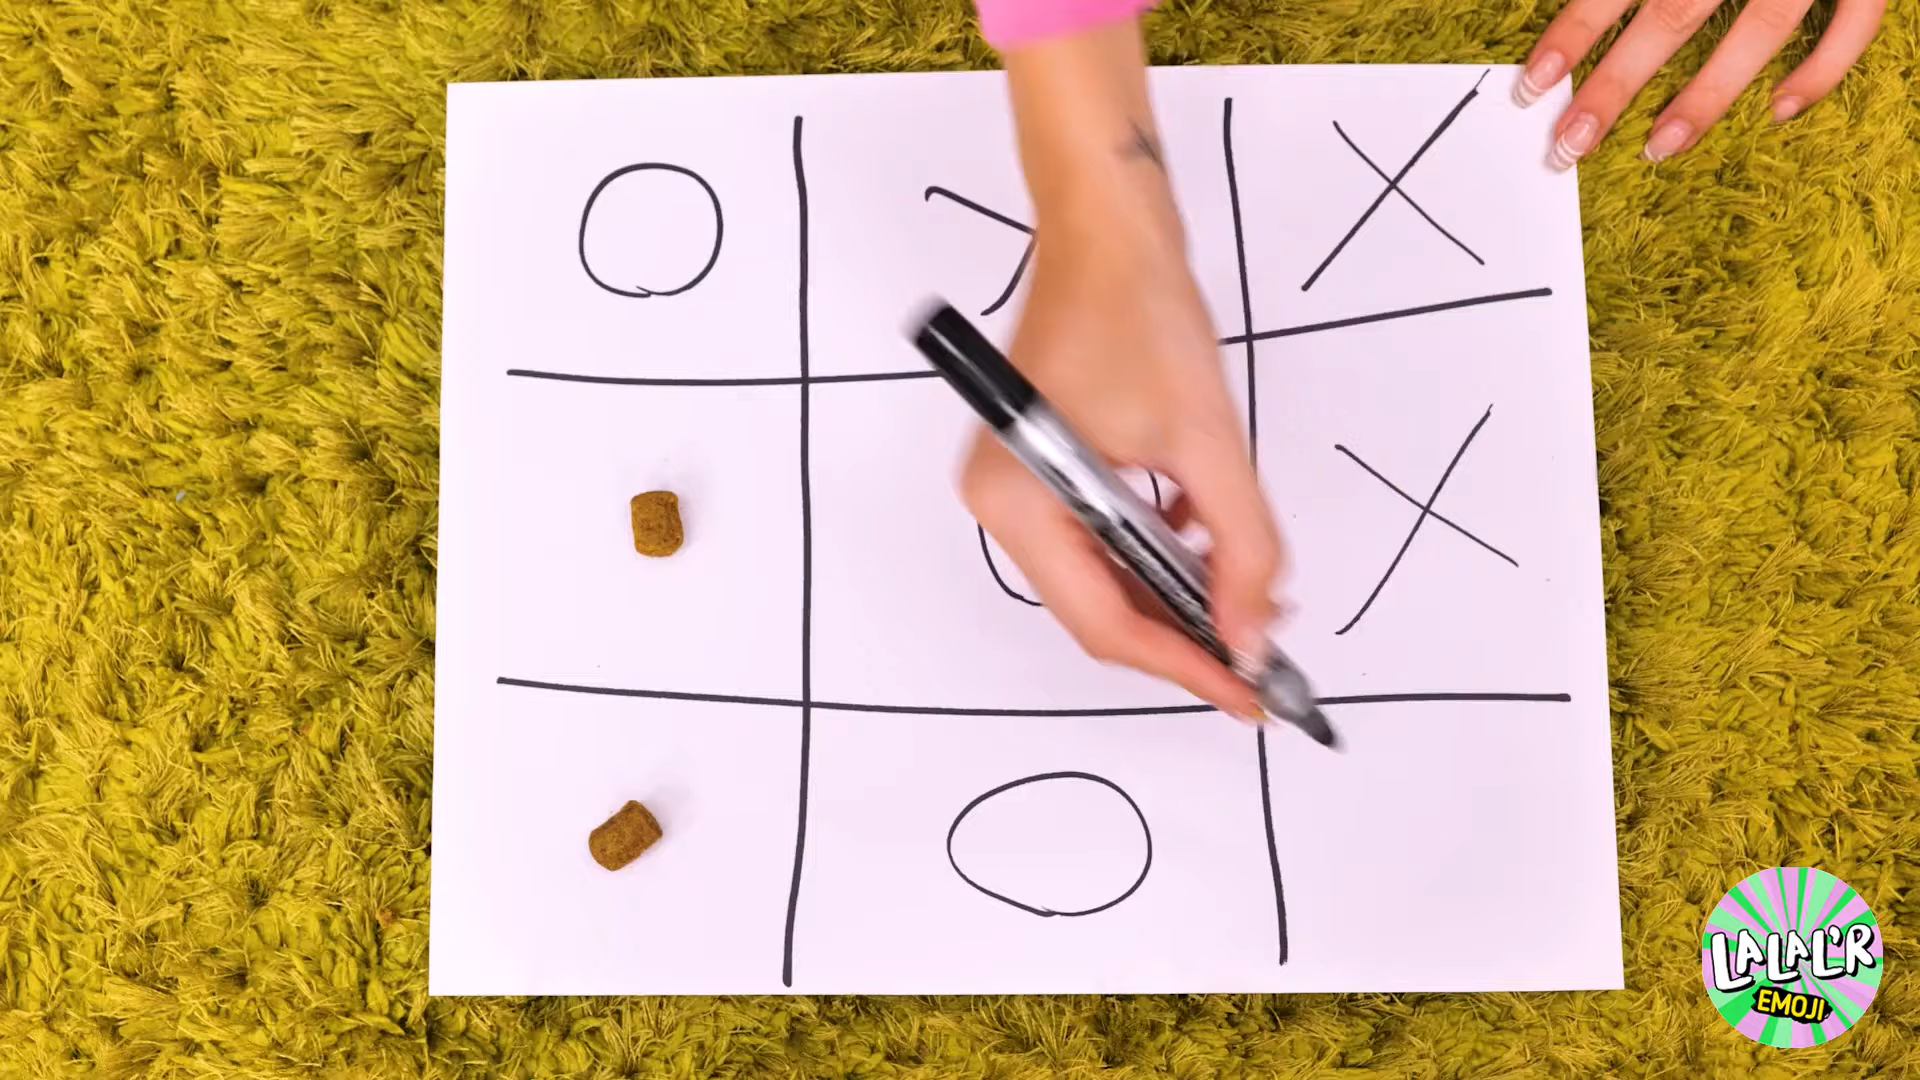 O X X
O X
O
LALAL'R
EMOJI